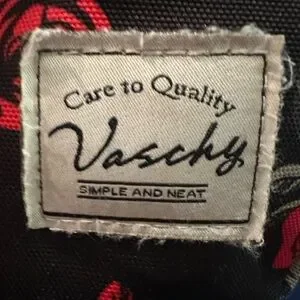 Care to Quality
Vaschy
SIMPLE AND NEAT